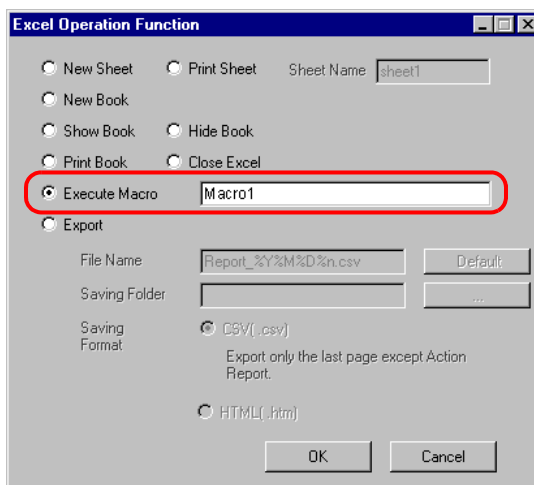 Excel Operation Function
New Sheet Print Sheet Sheet Name sheet1
New Book
Show Book Hide Book
Print Book Close Excel
Execute Macro Macro1
Export
File Name Report_%Y%M%D%n.csv Default
Saving Folder ...
Saving Format CSV( .csv)
Export only the last page except Action
Report.
HTML( .htm)
OK Cancel